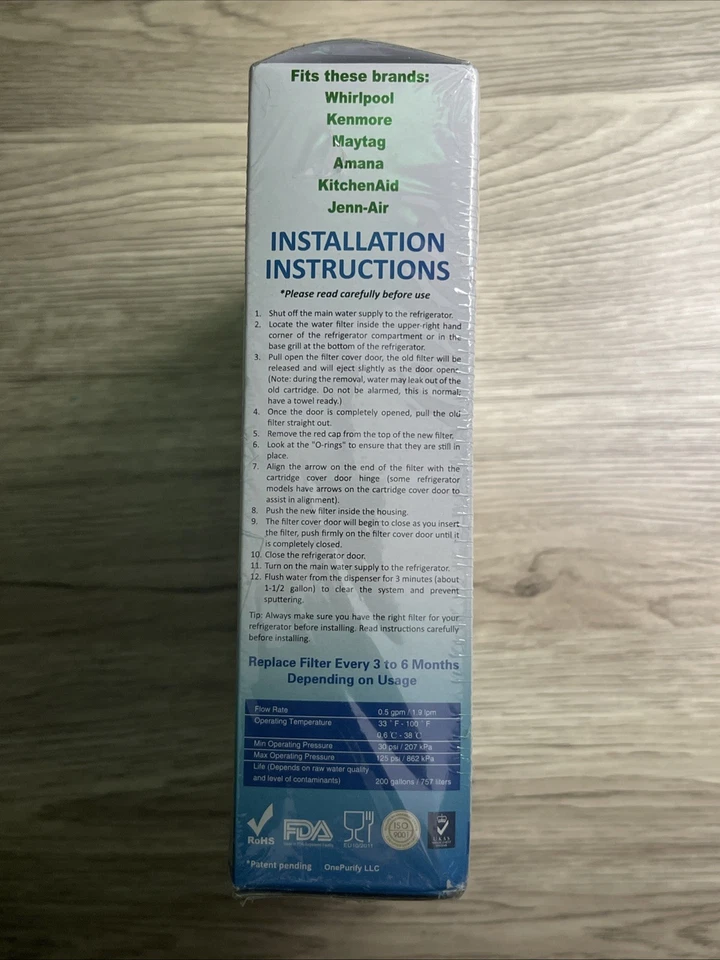 Fits these brands:
Whirlpool
Kenmore
Maytag
Amana
KitchenAid
Jenn-Air
INSTALLATION
INSTRUCTIONS
*Please read carefully before use
1. Shut off the main water supply to the refrigerator.
2. Locate the water filter inside the upper-right hand
corner of the refrigerator compartment or in the
base grill at the bottom of the refrigerator.
3. Pull open the filter cover door, the old filter will be
released and will eject slightly as the door opens
(Note: during the removal, water may leak out of the
old cartridge. Do not be alarmed, this is normal;
have a towel ready.)
4. Once the door is completely opened, pull the old
filter straight out.
5. Remove the red cap from the top of the new filter.
6. Look at the "O-rings" to ensure that they are still in
place.
7. Align the arrow on the end of the filter with the
cartridge cover door hinge (some refrigerator
models have arrows on the cartridge cover door to
assist in alignment).
8. Push the new filter inside the housing.
9. The filter cover door will begin to close as you insert
the filter, push firmly on the filter cover door until it
is completely closed.
10. Close the refrigerator door.
11. Turn on the main water supply to the refrigerator.
12. Flush water from the dispenser for 3 minutes (about
1-1/2 gallon) to clear the system and prevent
sputtering.
Tip: Always make sure you have the right filter for your
refrigerator before installing. Read instructions carefully
before installing.
Replace Filter Every 3 to 6 Months
Depending on Usage
Flow Rate 0.5 gpm / 1.9 lpm
Operating Temperature 33 °F - 100 °F
0.6 ℃ - 38 ℃
Min Operating Pressure 30 psi / 207 kPa
Max Operating Pressure 125 psi / 862 kPa
Life (Depends on raw water quality
and level of contaminants) 200 gallons / 757 liters
RoHS FDA ISO 9001 UKAS
EU 10/2011
*Patent pending OnePurify LLC